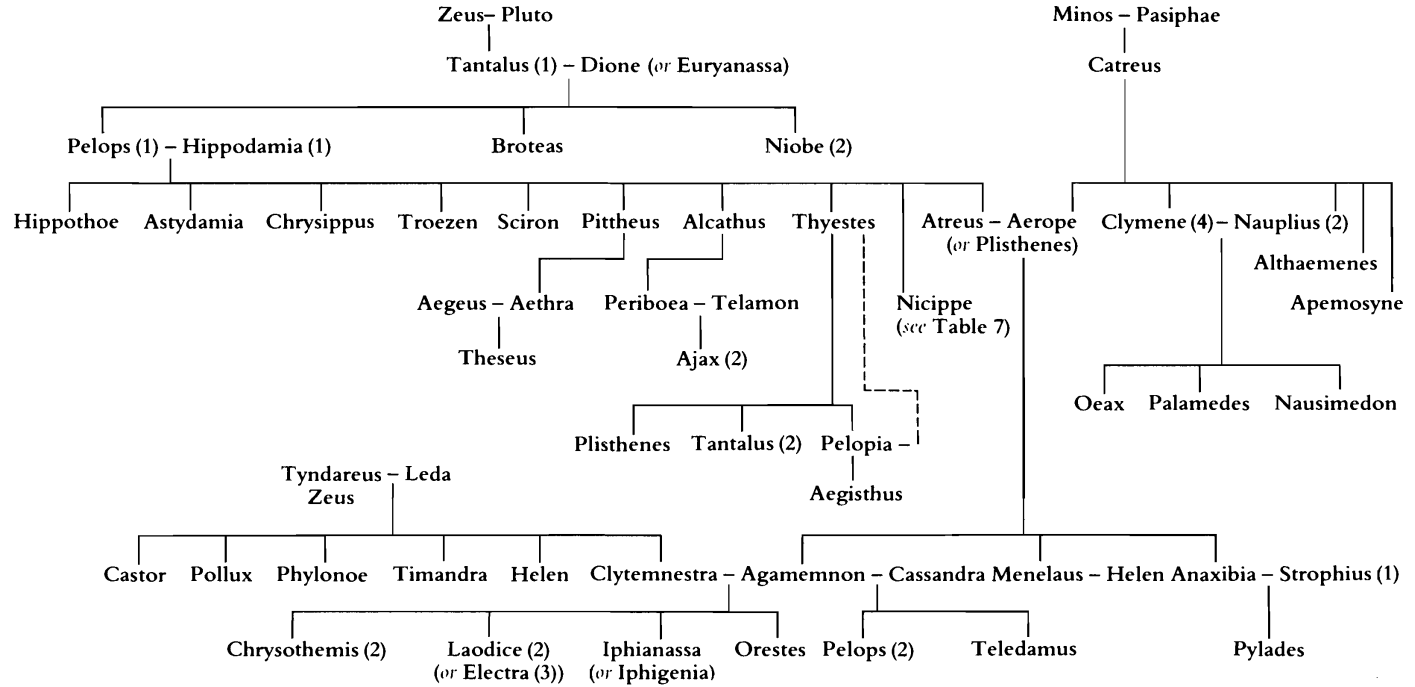 Zeus– Pluto
Minos – Pasiphae
Tantalus (1) – Dione (or Euryanassa)
Catreus
Pelops (1) – Hippodamia (1)
Broteas
Niobe (2)
Hippothoe
Astydamia
Chrysippus
Troezen
Sciron
Pittheus
Alcathus
Thyestes
Atreus – Aerope
(or Plisthenes)
Clymene (4) – Nauplius (2)
Althaemenes
Apemosyne
Aegeus – Aethra
Periboea – Telamon
Nicippe
(see Table 7)
Theseus
Ajax (2)
Oeax
Palamedes
Nausimedon
Plisthenes
Tantalus (2)
Pelopia –
Aegisthus
Tyndareus – Leda
Zeus
Castor
Pollux
Phylonoe
Timandra
Helen
Clytemnestra – Agamemnon – Cassandra
Menelaus – Helen
Anaxibia – Strophius (1)
Chrysothemis (2)
Laodice (2)
(or Electra (3))
Iphianassa
(or Iphigenia)
Orestes
Pelops (2)
Teledamus
Pylades